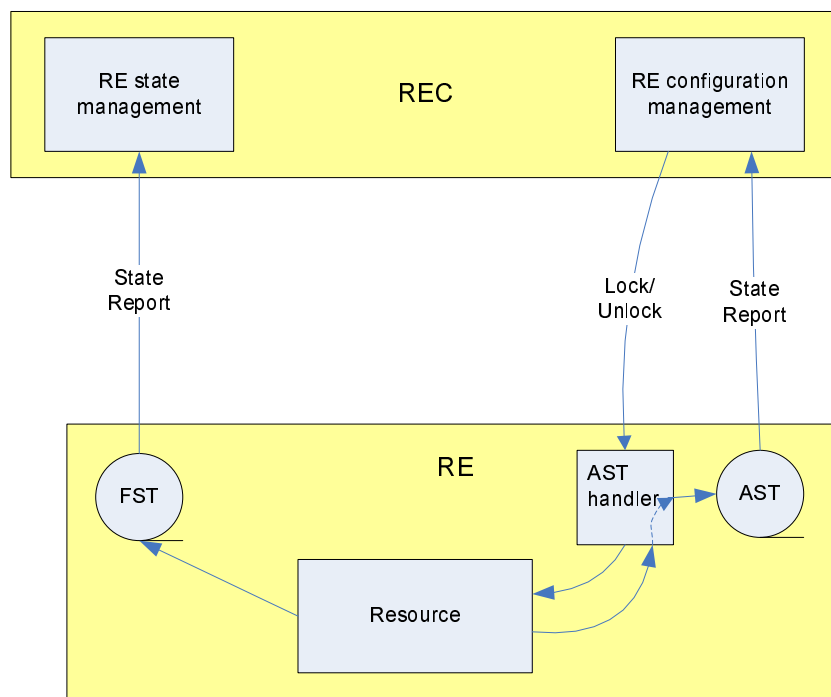 RE state
management
REC
RE configuration
management
State
Report
Lock/
Unlock
State
Report
RE
FST
AST
handler
AST
Resource